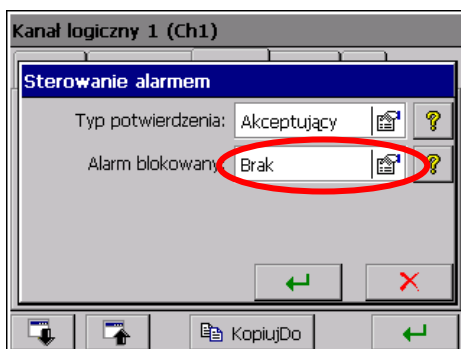 Kanał logiczny 1 (Ch1)
Sterowanie alarmem
Typ potwierdzenia: Akceptujący ?
Alarm blokowany: Brak ?
KopiujDo